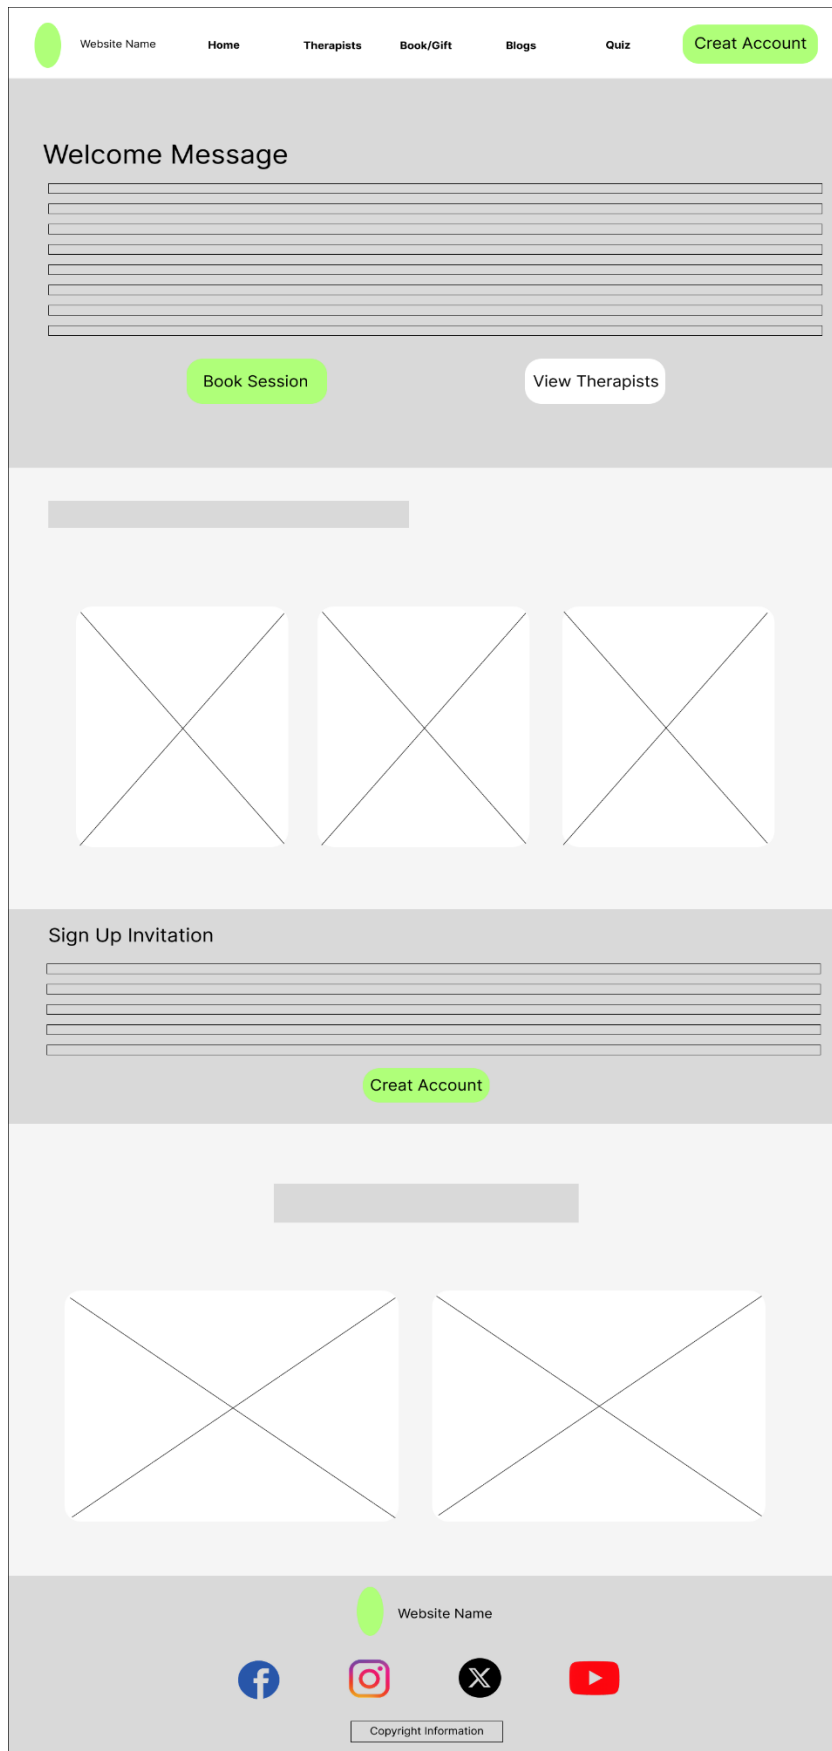 Website Name Home Therapists Book/Gift Blogs Quiz Creat Account
Welcome Message
Book Session View Therapists
Sign Up Invitation
Creat Account
Website Name
Copyright Information